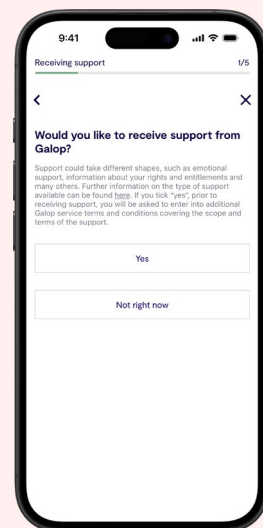 9:41
Receiving support 1/5
Would you like to receive support from
Galop?
Support could take different shapes, such as emotional
support, information about your rights and entitlements and
many others. Further information on the type of support
available can be found here. If you tick "yes", prior to
receiving support, you will be asked to enter into additional
Galop service terms and conditions covering the scope and
terms of the support.
Yes
Not right now